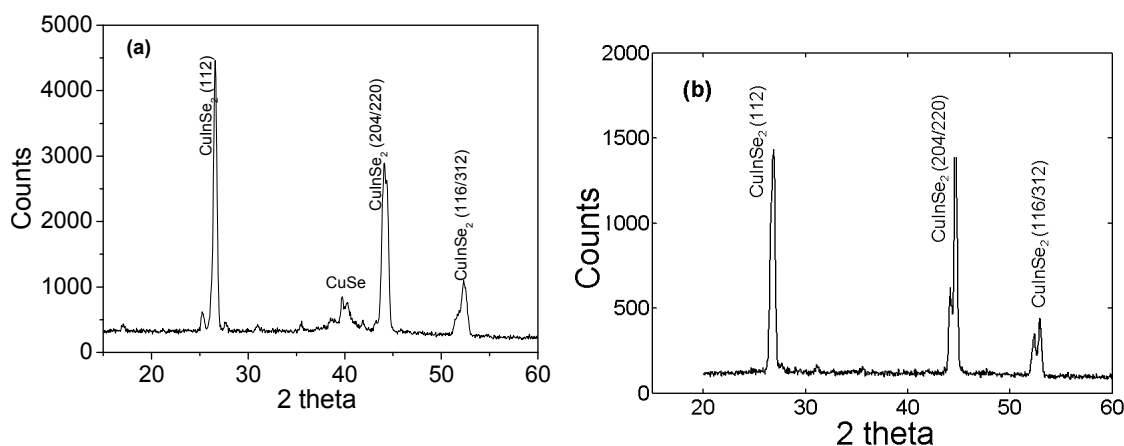 (a)
5000
4000
3000
2000
1000
0
Counts
CuInSe₂ (112)
CuSe
CuInSe₂ (204/220)
CuInSe₂ (116/312)
20 30 40 50 60
2 theta
(b)
2000
1500
1000
500
0
Counts
CuInSe₂ (112)
CuInSe₂ (204/220)
CuInSe₂ (116/312)
20 30 40 50 60
2 theta